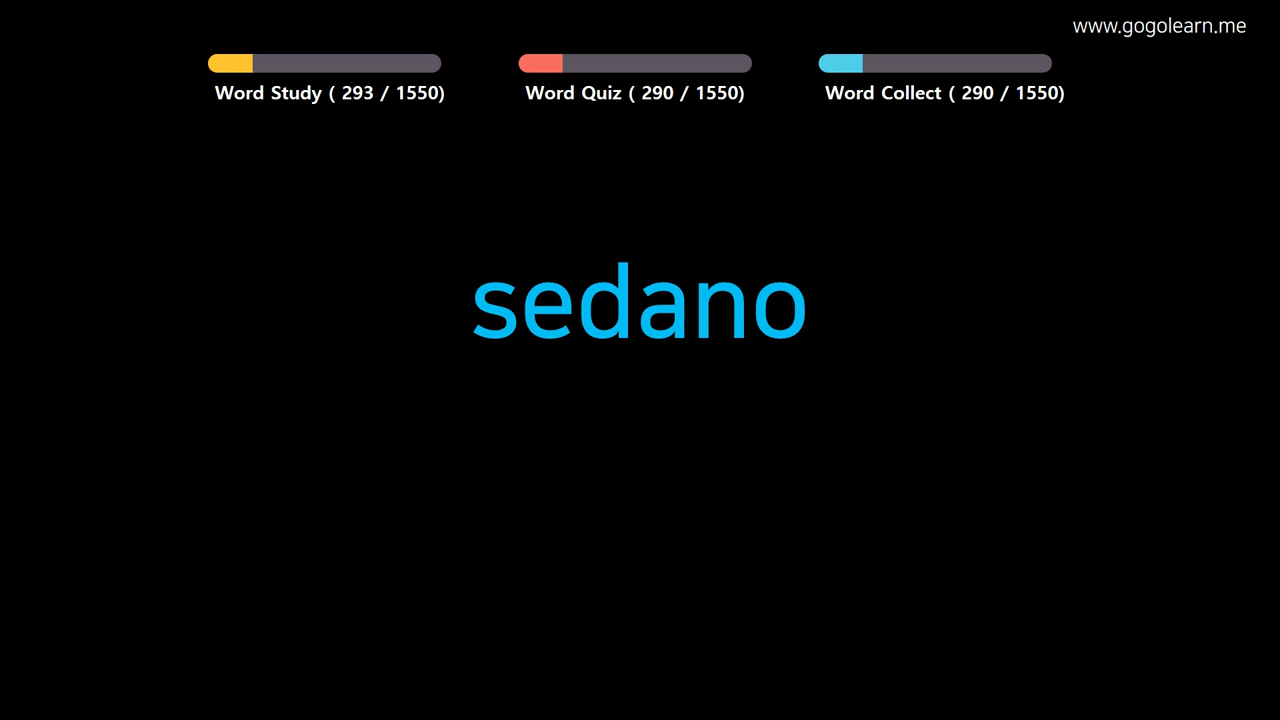 www.gogolearn.me
Word Study ( 293 / 1550)
Word Quiz ( 290 / 1550)
Word Collect ( 290 / 1550)
sedano